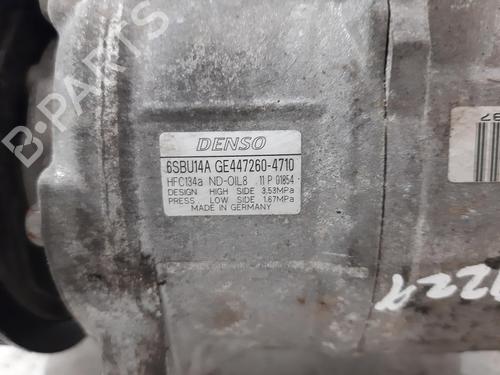 B-PARTS
DENSO
6SBU14A GE447260-4710
HFC134a ND-OIL8 11 P 01854
DESIGN HIGH SIDE 3.53MPa
PRESS LOW SIDE 1.67MPa
MADE IN GERMANY